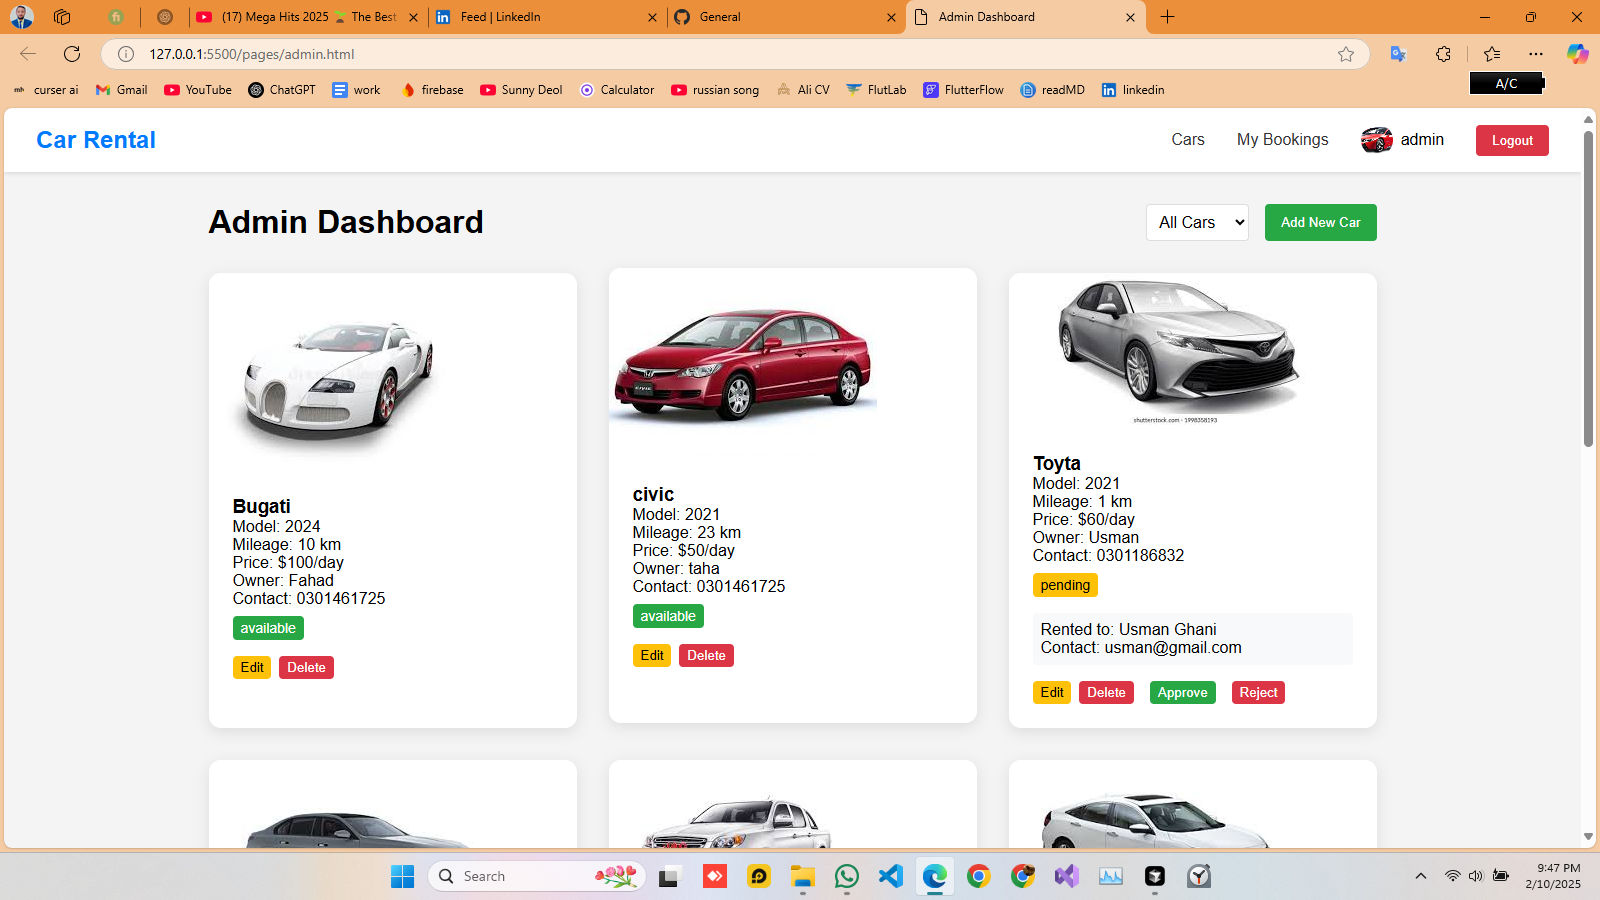 (17) Mega Hits 2025 🌱 The Best
Feed | LinkedIn
General
Admin Dashboard
127.0.0.1:5500/pages/admin.html
curser ai
Gmail
YouTube
ChatGPT
work
firebase
Sunny Deol
Calculator
russian song
Ali CV
FlutLab
FlutterFlow
readMD
linkedin
A/C
Car Rental
Cars
My Bookings
admin
Logout
Admin Dashboard
All Cars
Add New Car
Bugati
Model: 2024
Mileage: 10 km
Price: $100/day
Owner: Fahad
Contact: 0301461725
available
Edit
Delete
CIVIC
civic
Model: 2021
Mileage: 23 km
Price: $50/day
Owner: taha
Contact: 0301461725
available
Edit
Delete
shutterstock.com · 1998358193
Toyta
Model: 2021
Mileage: 1 km
Price: $60/day
Owner: Usman
Contact: 0301186832
pending
Rented to: Usman Ghani
Contact: usman@gmail.com
Edit
Delete
Approve
Reject
Search
9:47 PM
2/10/2025